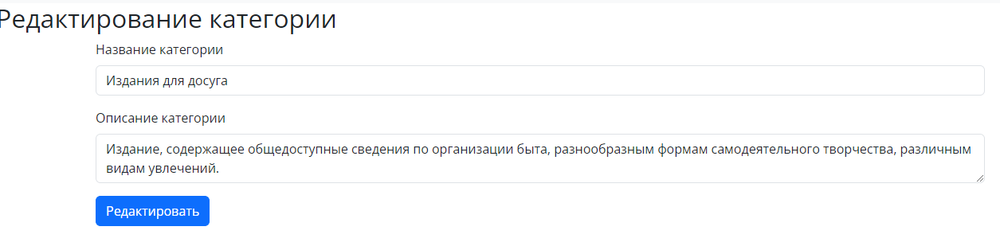 Редактирование категории
Название категории
Издания для досуга
Описание категории
Издание, содержащее общедоступные сведения по организации быта, разнообразным формам самодеятельного творчества, различным
видам увлечений.
Редактировать